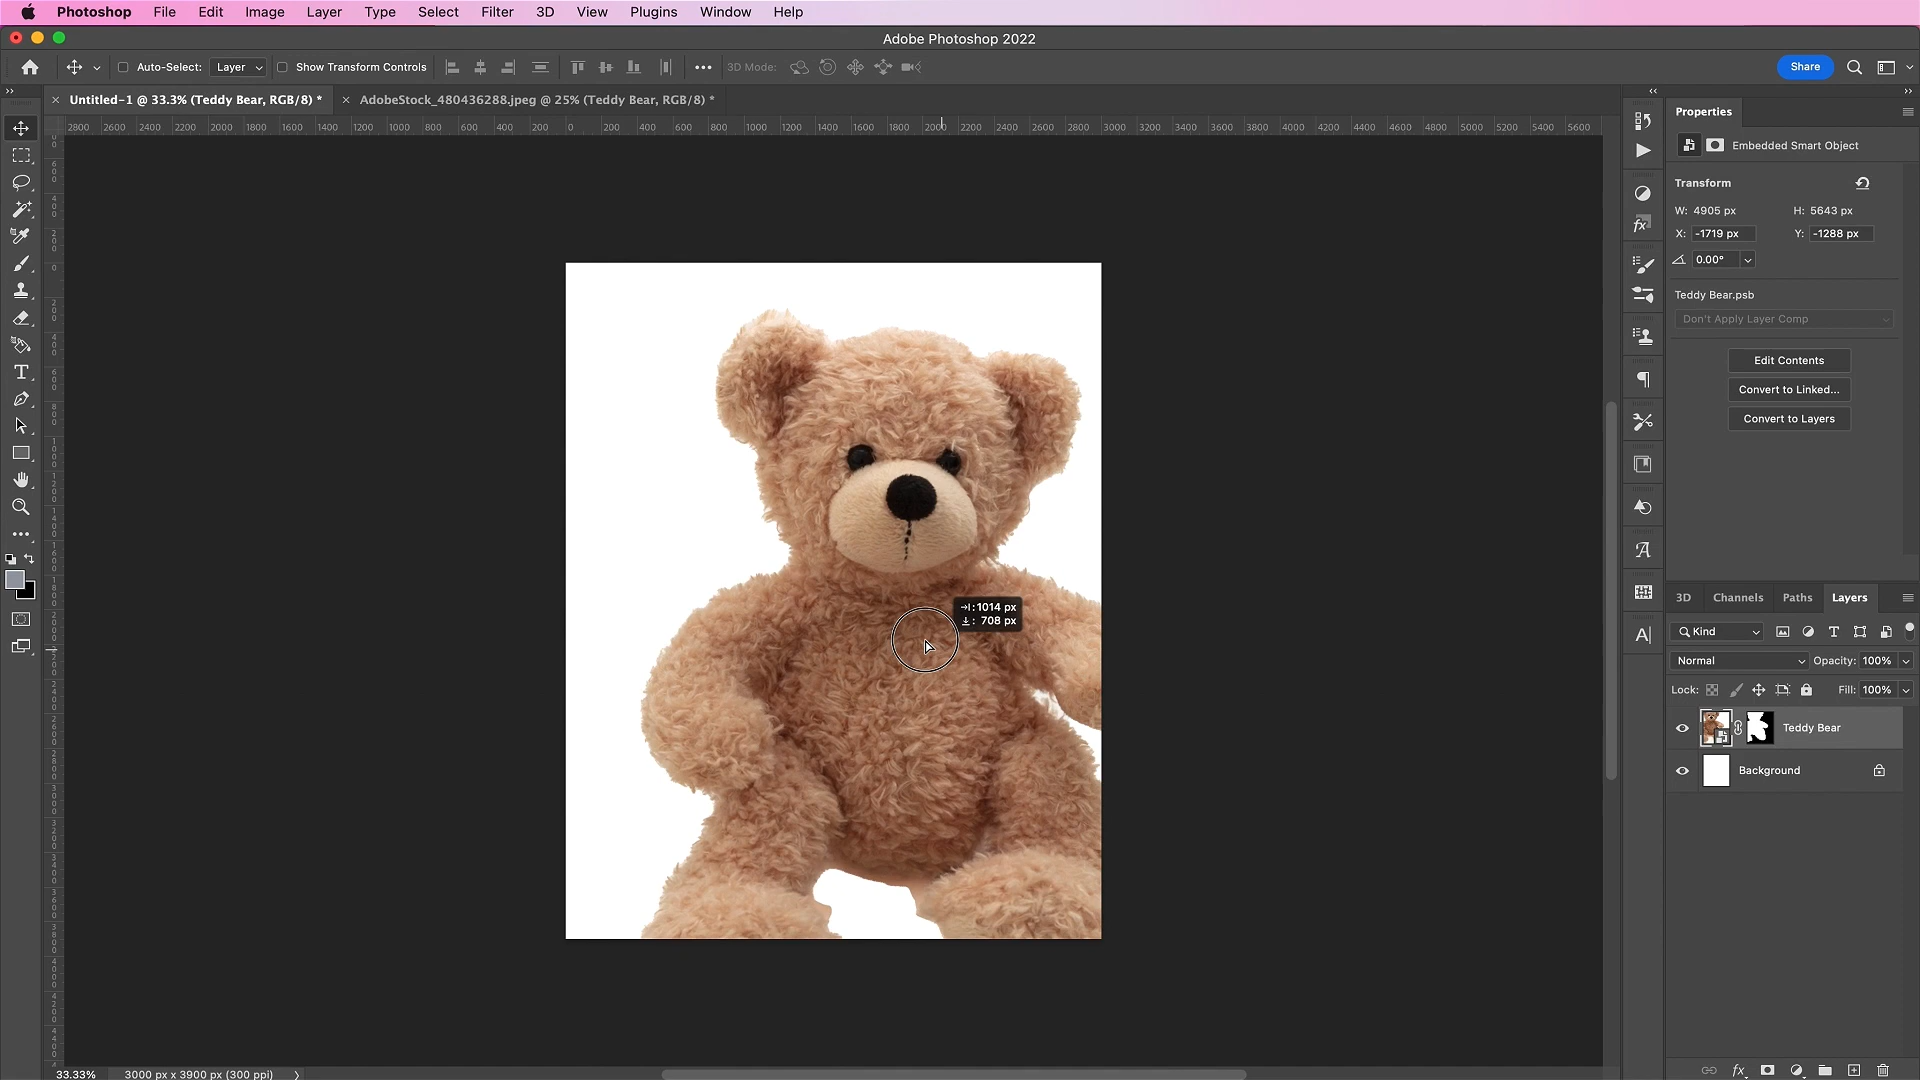 Photoshop File Edit Image Layer Type Select Filter 3D View Plugins Window Help
Adobe Photoshop 2022
Auto-Select: Layer Show Transform Controls 3D Mode: Share
Untitled-1 @ 33.3% (Teddy Bear, RGB/8) * AdobeStock_480436288.jpeg @ 25% (Teddy Bear, RGB/8) *
2800 2600 2400 2200 2000 1800 1600 1400 1200 1000 800 600 400 200 0 200 400 600 800 1000 1200 1400 1600 1800 2000 2200 2400 2600 2800 3000 3200 3400 3600 3800 4000 4200 4400 4600 4800 5000 5200 5400 5600
Properties
Embedded Smart Object
Transform
W: 4905 px H: 5643 px
X: -1719 px Y: -1288 px
0.00°
Teddy Bear.psb
Don't Apply Layer Comp
Edit Contents
Convert to Linked...
Convert to Layers
:1014 px
: 708 px
3D Channels Paths Layers
Kind
Normal Opacity: 100%
Lock: Fill: 100%
Teddy Bear
Background
33.33% 3000 px x 3900 px (300 ppi)